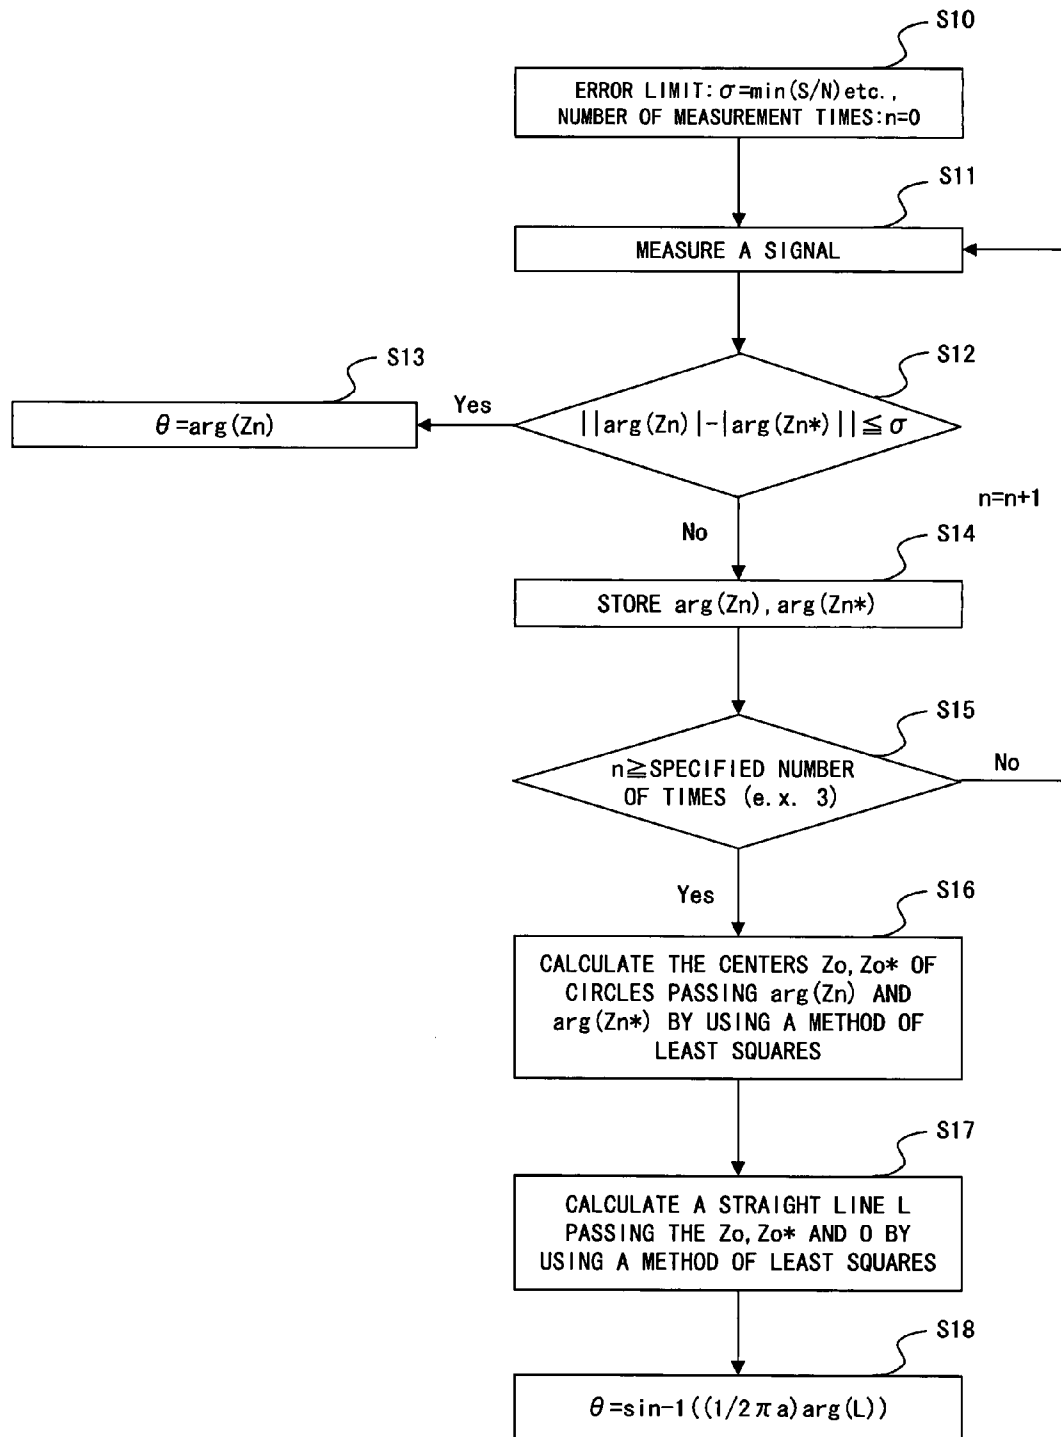 S10
ERROR LIMIT: σ=min(S/N)etc.,
NUMBER OF MEASUREMENT TIMES:n=0
S11
MEASURE A SIGNAL
S12
||arg(Zn)|-|arg(Zn*)||≦σ
Yes
S13
θ=arg(Zn)
No
n=n+1
S14
STORE arg(Zn), arg(Zn*)
S15
n≧SPECIFIED NUMBER
OF TIMES (e.x. 3)
No
Yes
S16
CALCULATE THE CENTERS Zo, Zo* OF
CIRCLES PASSING arg(Zn) AND
arg(Zn*) BY USING A METHOD OF
LEAST SQUARES
S17
CALCULATE A STRAIGHT LINE L
PASSING THE Zo, Zo* AND O BY
USING A METHOD OF LEAST SQUARES
S18
θ=sin-1((1/2πa)arg(L))